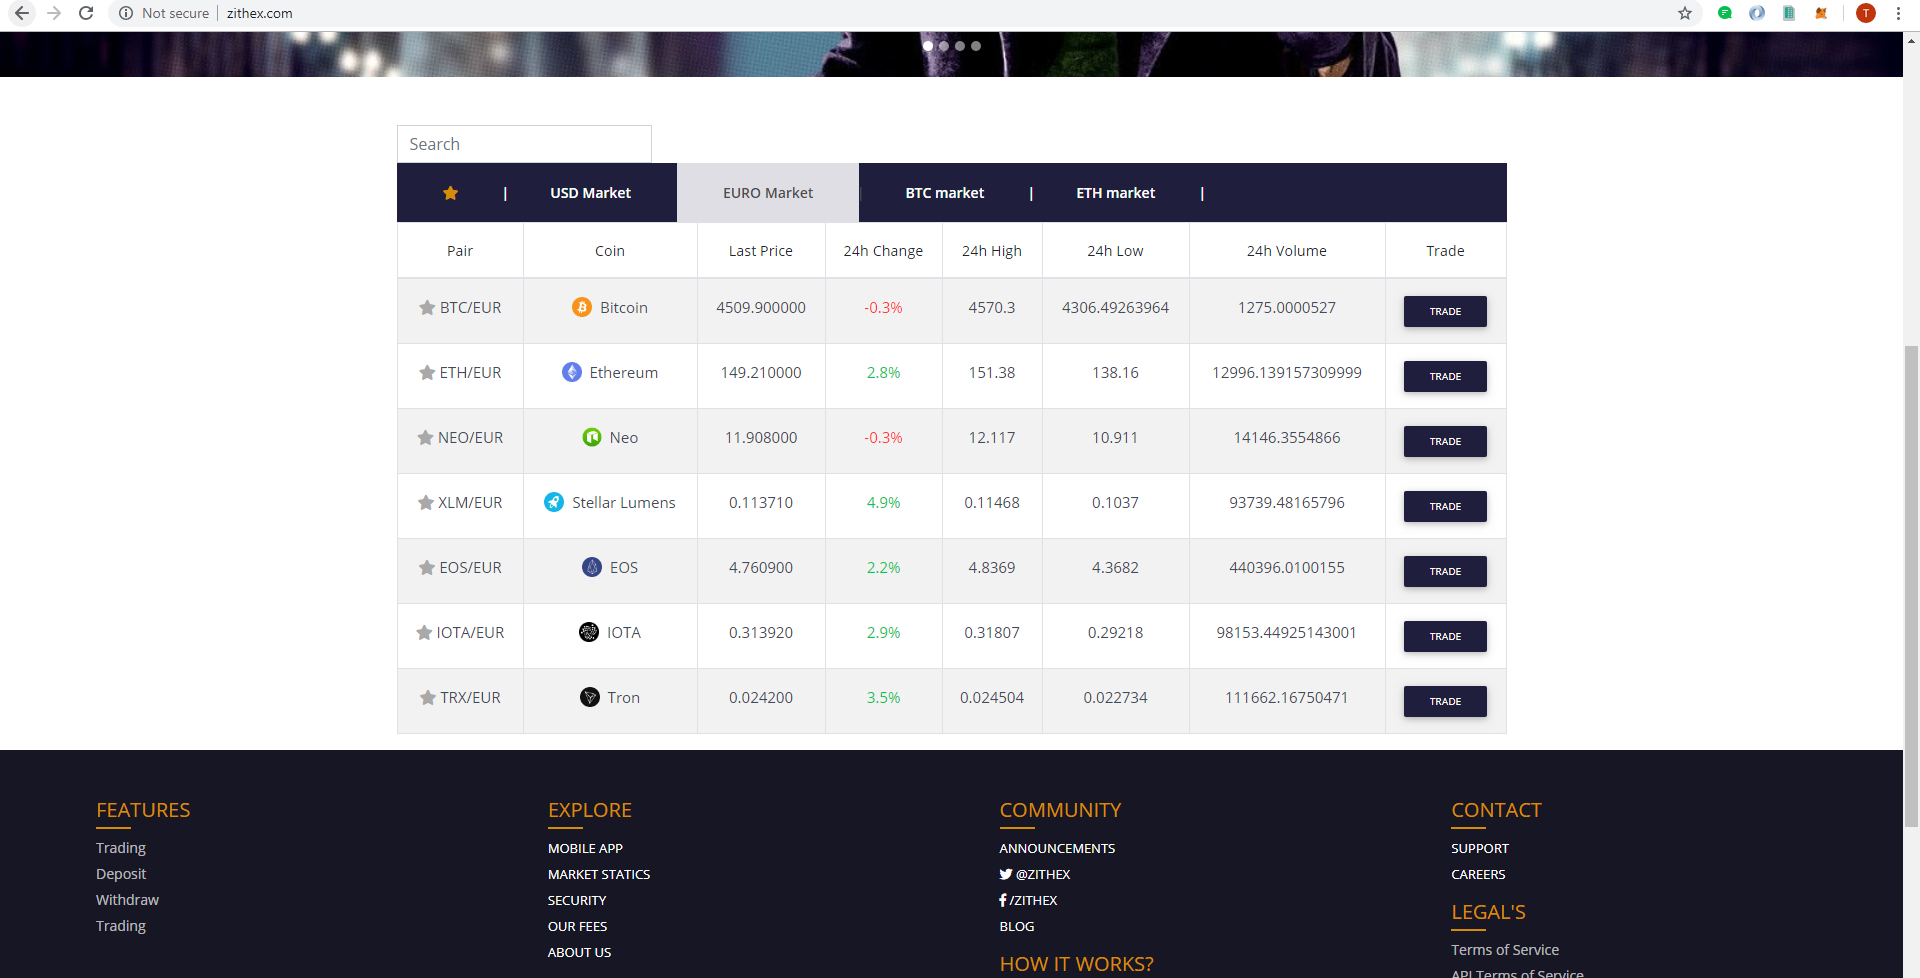 Not secure | zithex.com
T
Search
| USD Market EURO Market | BTC market | ETH market |
Pair Coin Last Price 24h Change 24h High 24h Low 24h Volume Trade
BTC/EUR Bitcoin 4509.900000 -0.3% 4570.3 4306.49263964 1275.0000527 TRADE
ETH/EUR Ethereum 149.210000 2.8% 151.38 138.16 12996.139157309999 TRADE
NEO/EUR Neo 11.908000 -0.3% 12.117 10.911 14146.3554866 TRADE
XLM/EUR Stellar Lumens 0.113710 4.9% 0.11468 0.1037 93739.48165796 TRADE
EOS/EUR EOS 4.760900 2.2% 4.8369 4.3682 440396.0100155 TRADE
IOTA/EUR IOTA 0.313920 2.9% 0.31807 0.29218 98153.44925143001 TRADE
TRX/EUR Tron 0.024200 3.5% 0.024504 0.022734 111662.16750471 TRADE
FEATURES
Trading
Deposit
Withdraw
Trading
EXPLORE
MOBILE APP
MARKET STATICS
SECURITY
OUR FEES
ABOUT US
COMMUNITY
ANNOUNCEMENTS
@ZITHEX
/ZITHEX
BLOG
HOW IT WORKS?
CONTACT
SUPPORT
CAREERS
LEGAL'S
Terms of Service
API Terms of Service